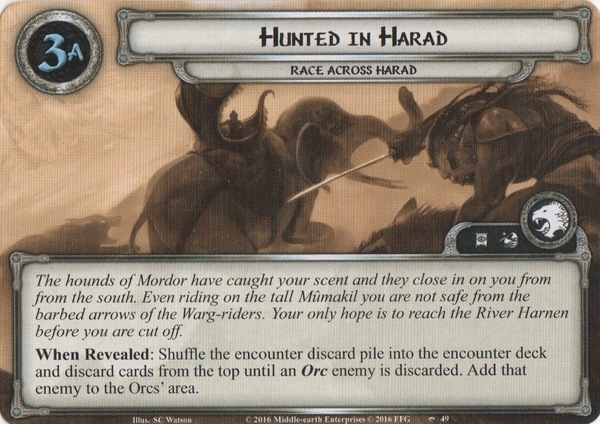 3A
HUNTED IN HARAD
RACE ACROSS HARAD
The hounds of Mordor have caught your scent and they close in on you from
from the south. Even riding on the tall Mûmakil you are not safe from the
barbed arrows of the Warg-riders. Your only hope is to reach the River Harnen
before you are cut off.
When Revealed: Shuffle the encounter discard pile into the encounter deck
and discard cards from the top until an Orc enemy is discarded. Add that
enemy to the Orcs' area.
Illus. SC Watson © 2016 Middle-earth Enterprises © 2016 FFG 49